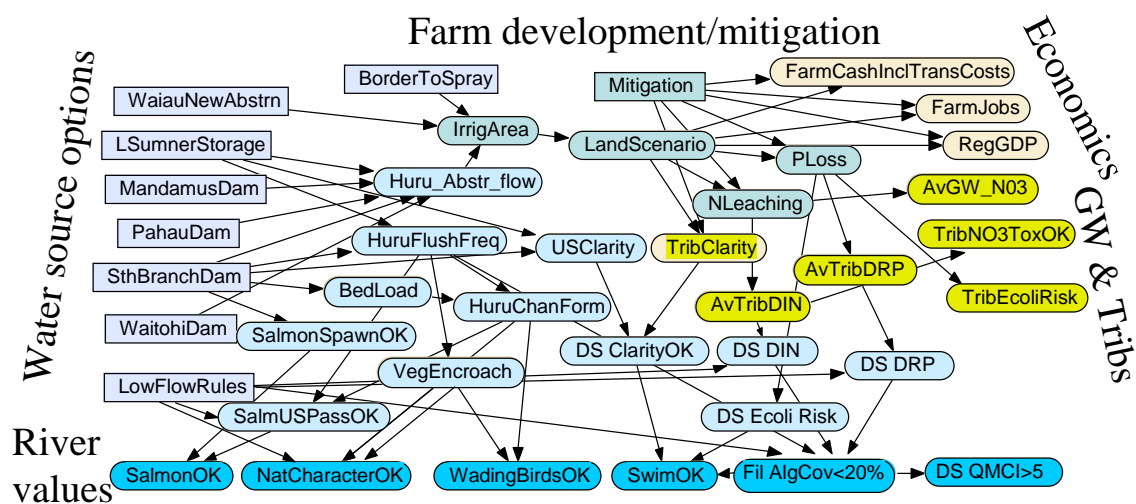 Farm development/mitigation
Economics
GW & Tribs
Water source options
BorderToSpray
Mitigation
FarmCashInclTransCosts
WaiauNewAbstrn
FarmJobs
IrrigArea
LandScenario
RegGDP
LSumnerStorage
PLoss
MandamusDam
Huru_Abstr_flow
NLeaching
AvGW_N03
PahauDam
HuruFlushFreq
USClarity
TribClarity
TribNO3ToxOK
SthBranchDam
BedLoad
HuruChanForm
AvTribDRP
AvTribDIN
TribEcoliRisk
WaitohiDam
SalmonSpawnOK
DS ClarityOK
DS DIN
DS DRP
LowFlowRules
VegEncroach
SalmUSPassOK
DS Ecoli Risk
River
values
SalmonOK
NatCharacterOK
WadingBirdsOK
SwimOK
Fil AlgCov<20%
DS QMCI>5